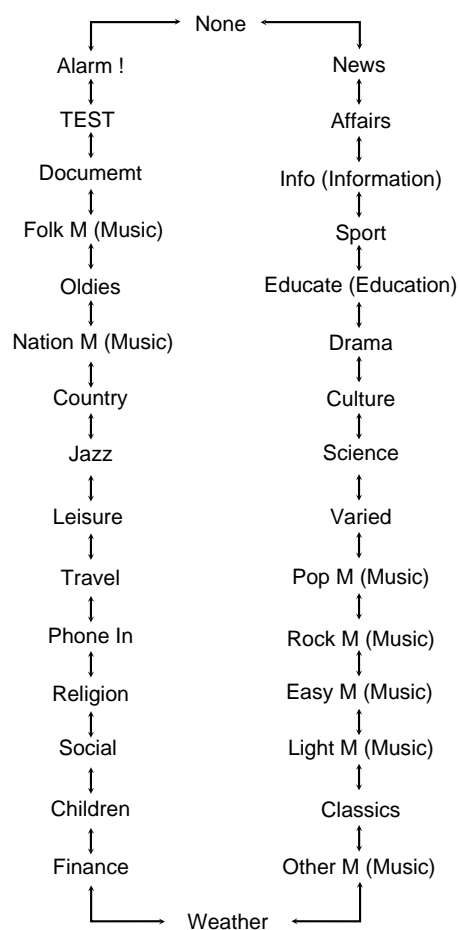 None
Alarm !
News
TEST
Affairs
Documemt
Info (Information)
Folk M (Music)
Sport
Oldies
Educate (Education)
Nation M (Music)
Drama
Country
Culture
Jazz
Science
Leisure
Varied
Travel
Pop M (Music)
Phone In
Rock M (Music)
Religion
Easy M (Music)
Social
Light M (Music)
Children
Classics
Finance
Other M (Music)
Weather